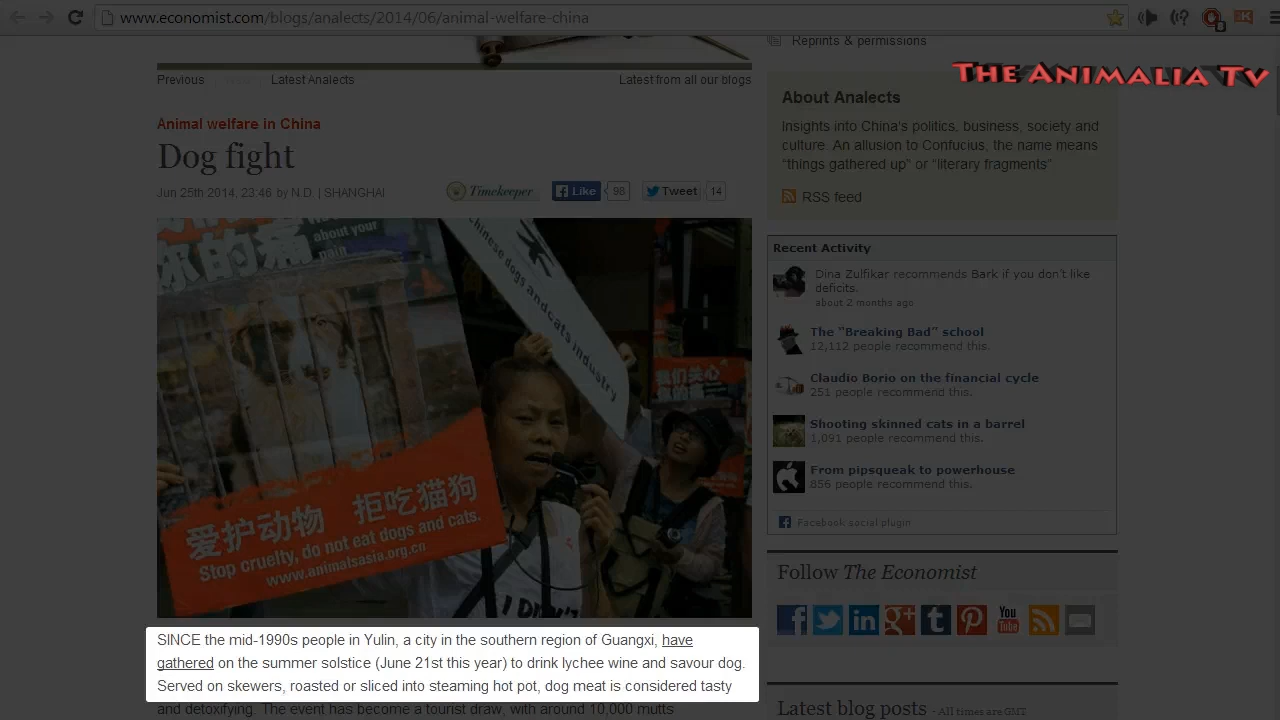 www.economist.com/blogs/analects/2014/06/animal-welfare-china
Reprints & permissions
THE ANIMALIA TV
Previous
Latest Analects
Latest from all our blogs
Animal welfare in China
Dog fight
Jun 25th 2014, 23:46 by N.D. | SHANGHAI
Timekeeper
Like
98
Tweet
14
about your
pain
Chinese dogs and cats industry
我们关心
爱护动物 拒吃猫狗
Stop cruelty, do not eat dogs and cats.
www.animalsasia.org.cn
I DIDN'T
SINCE the mid-1990s people in Yulin, a city in the southern region of Guangxi, have
gathered on the summer solstice (June 21st this year) to drink lychee wine and savour dog.
Served on skewers, roasted or sliced into steaming hot pot, dog meat is considered tasty
and detoxifying. The event has become a tourist draw, with around 10,000 mutts
About Analects
Insights into China's politics, business, society and
culture. An allusion to Confucius, the name means
“things gathered up” or “literary fragments”
RSS feed
Recent Activity
Dina Zulfikar recommends Bark if you don't like
deficits.
about 2 months ago
The “Breaking Bad” school
12,112 people recommend this.
Claudio Borio on the financial cycle
251 people recommend this.
Shooting skinned cats in a barrel
1,091 people recommend this.
From pipsqueak to powerhouse
856 people recommend this.
Facebook social plugin
Follow The Economist
You
Tube
Latest blog posts - All times are GMT